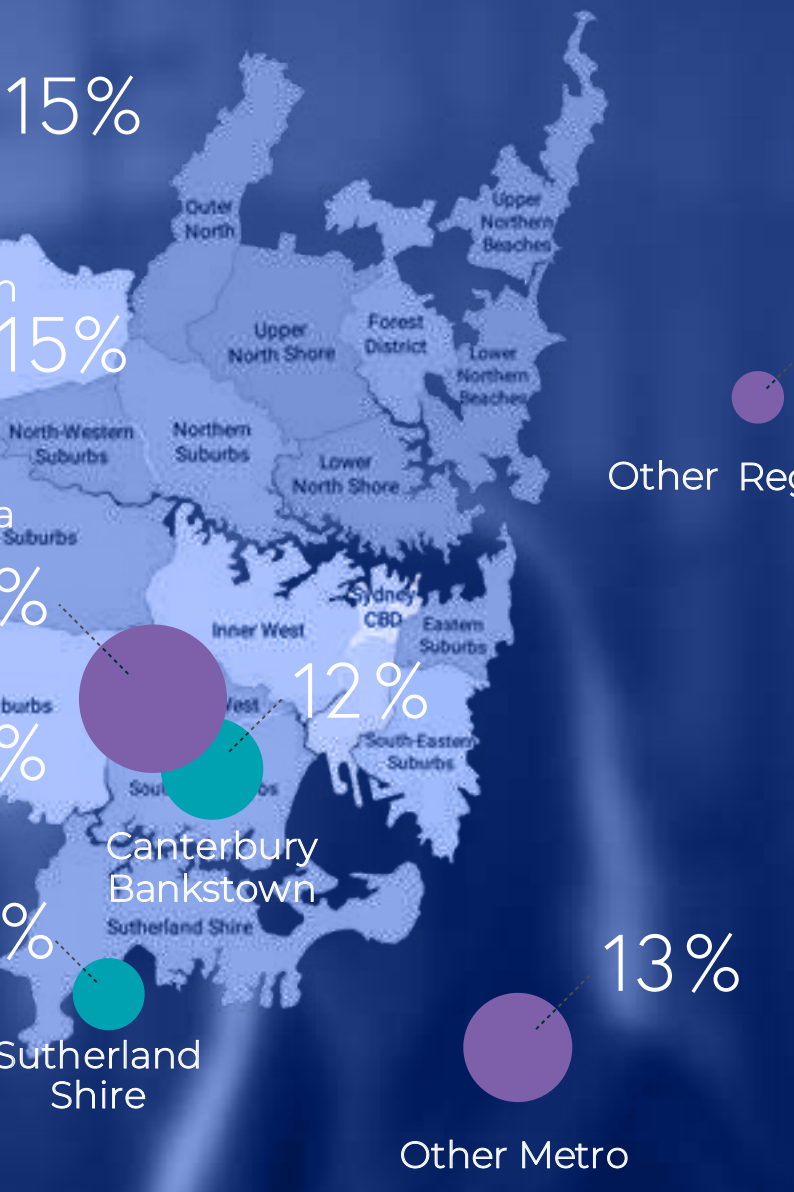 15%
Outer
North
Upper
Northern
Beaches
15%
Upper
North Shore
Forest
District
Lower
Northern
Beaches
North-Western
Suburbs
Northern
Suburbs
Lower
North Shore
Other Reg
a
Suburbs
%
Sydney
CBD
Inner West
Eastern
Suburbs
12%
burbs
%
South-Eastern
Suburbs
Canterbury
Bankstown
Sutherland Shire
%
13%
Sutherland
Shire
Other Metro